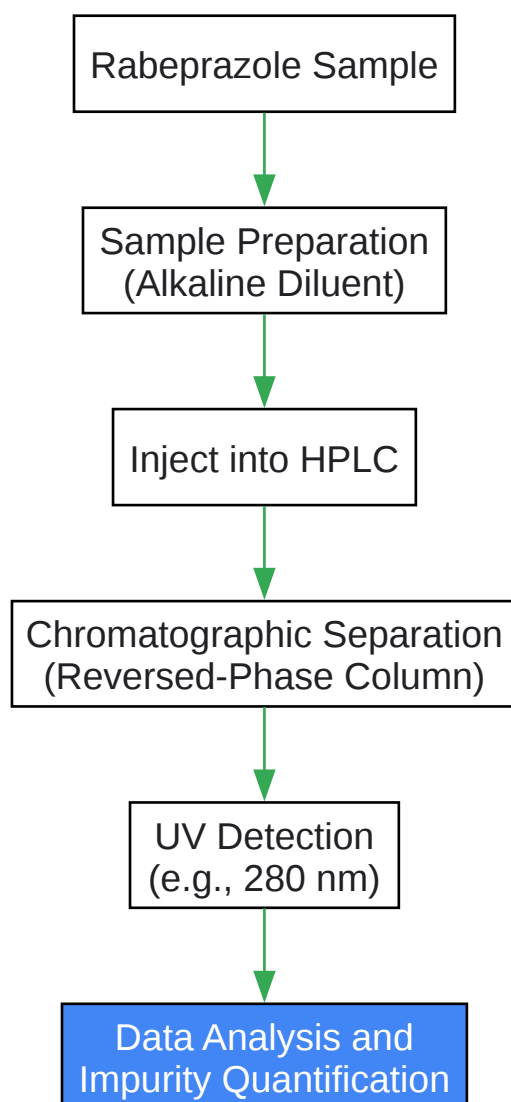 Rabeprazole Sample
Sample Preparation
(Alkaline Diluent)
Inject into HPLC
Chromatographic Separation
(Reversed-Phase Column)
UV Detection
(e.g., 280 nm)
Data Analysis and
Impurity Quantification